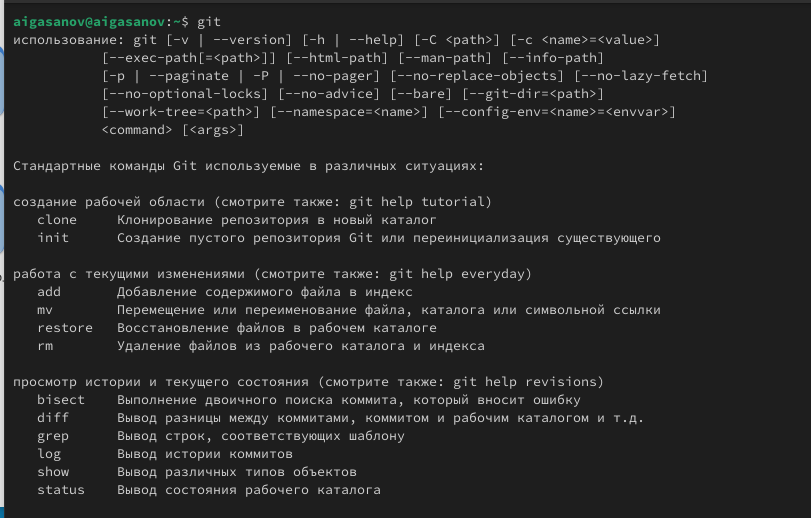 aigasanov@aigasanov:~$ git
использование: git [-v | --version] [-h | --help] [-C <path>] [-c <name>=<value>]
[--exec-path[=<path>]] [--html-path] [--man-path] [--info-path]
[-p | --paginate | -P | --no-pager] [--no-replace-objects] [--no-lazy-fetch]
[--no-optional-locks] [--no-advice] [--bare] [--git-dir=<path>]
[--work-tree=<path>] [--namespace=<name>] [--config-env=<name>=<envvar>]
<command> [<args>]
Стандартные команды Git используемые в различных ситуациях:
создание рабочей области (смотрите также: git help tutorial)
clone Клонирование репозитория в новый каталог
init Создание пустого репозитория Git или переинициализация существующего
работа с текущими изменениями (смотрите также: git help everyday)
add Добавление содержимого файла в индекс
mv Перемещение или переименование файла, каталога или символьной ссылки
restore Восстановление файлов в рабочем каталоге
rm Удаление файлов из рабочего каталога и индекса
просмотр истории и текущего состояния (смотрите также: git help revisions)
bisect Выполнение двоичного поиска коммита, который вносит ошибку
diff Вывод разницы между коммитами, коммитом и рабочим каталогом и т.д.
grep Вывод строк, соответствующих шаблону
log Вывод истории коммитов
show Вывод различных типов объектов
status Вывод состояния рабочего каталога